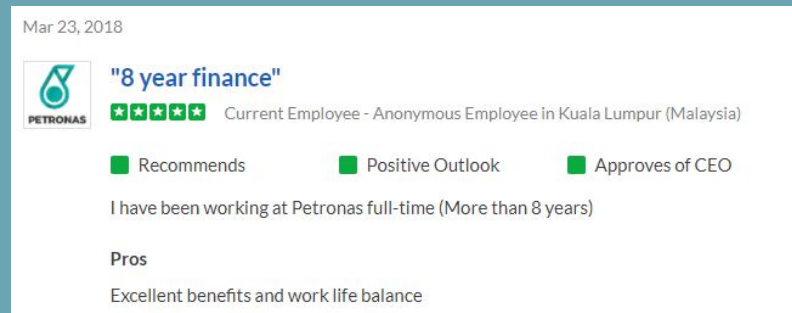 Mar 23, 2018
"8 year finance"
PETRONAS
Current Employee - Anonymous Employee in Kuala Lumpur (Malaysia)
Recommends Positive Outlook Approves of CEO
I have been working at Petronas full-time (More than 8 years)
Pros
Excellent benefits and work life balance